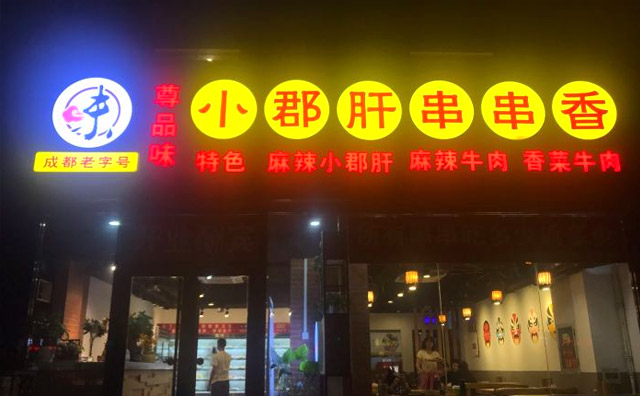 成都老字号
尊品味
小郡肝串串香
特色 麻辣小郡肝 麻辣牛肉 香菜牛肉